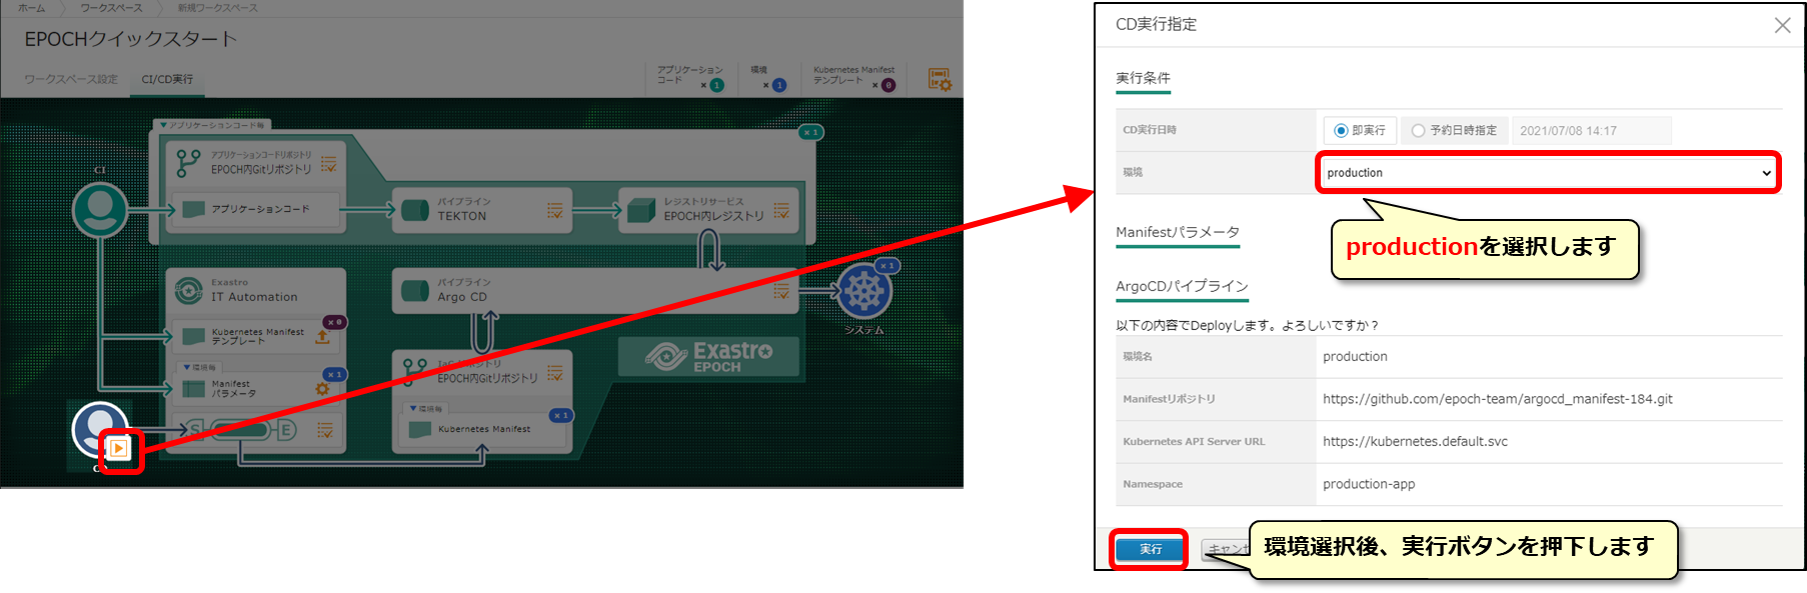 ホーム
ワークスペース
新規ワークスペース
EPOCHクイックスタート
ワークスペース設定
CI/CD実行
アプリケーション
コード
× 1
環境
× 1
Kubernetes Manifest
テンプレート
× 0
▼アプリケーションコード毎
× 1
アプリケーションコードリポジトリ
EPOCH内Gitリポジトリ
アプリケーションコード
CI
パイプライン
TEKTON
レジストリサービス
EPOCH内レジストリ
Exastro
IT Automation
Kubernetes Manifest
テンプレート
× 0
▼環境毎
× 1
Manifest
パラメータ
S
E
パイプライン
Argo CD
× 1
システム
IaCリポジトリ
EPOCH内Gitリポジトリ
▼環境毎
× 1
Kubernetes Manifest
Exastro
EPOCH
CD実行指定
実行条件
CD実行日時
即実行
予約日時指定
2021/07/08 14:17
環境
production
productionを選択します
Manifestパラメータ
ArgoCDパイプライン
以下の内容でDeployします。よろしいですか？
環境名
production
Manifestリポジトリ
https://github.com/epoch-team/argocd_manifest-184.git
Kubernetes API Server URL
https://kubernetes.default.svc
Namespace
production-app
実行
キャンセ
環境選択後、実行ボタンを押下します